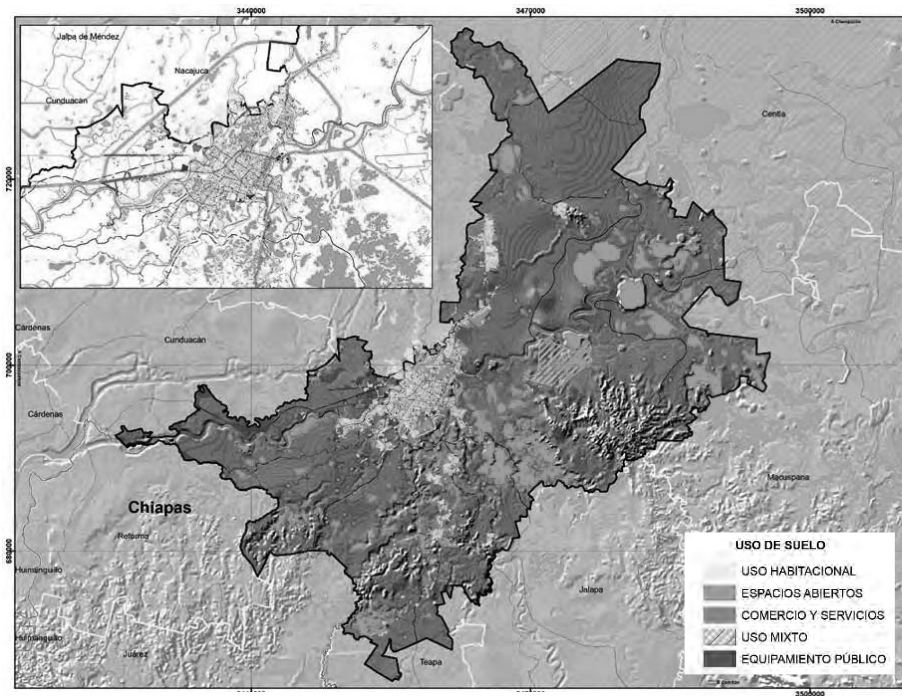 3440000
3470000
3500000
Jalpa de Méndez
Nacajuca
Cunduacán
Centla
Cárdenas
Cunduacán
Cárdenas
Macuspana
Chiapas
Reforma
Huimanguillo
Jalapa
Huimanguillo
Juárez
Teapa
700000
680000
USO DE SUELO
USO HABITACIONAL
ESPACIOS ABIERTOS
COMERCIO Y SERVICIOS
USO MIXTO
EQUIPAMIENTO PÚBLICO
3500000